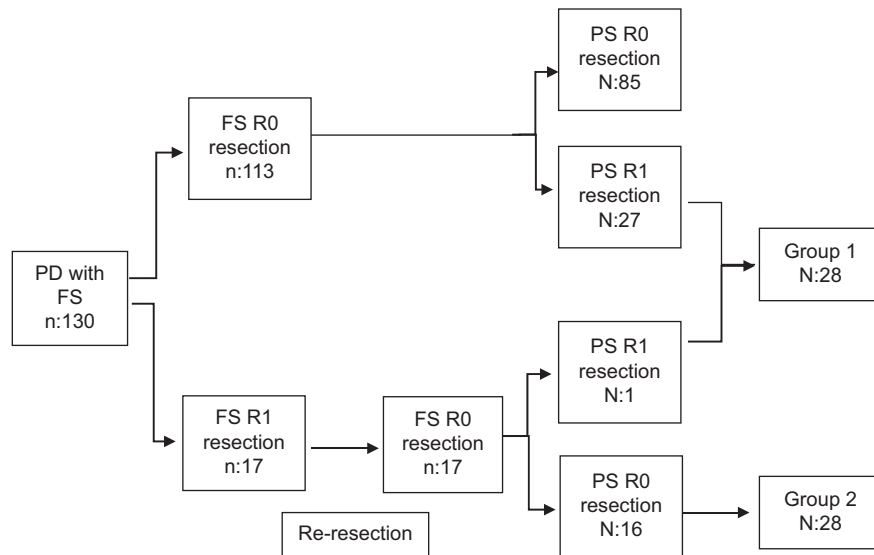 PS R0
resection
N:85
FS R0
resection
n:113
PS R1
resection
N:27
PD with
FS
n:130
Group 1
N:28
PS R1
resection
N:1
FS R1
resection
n:17
FS R0
resection
n:17
PS R0
resection
N:16
Group 2
N:28
Re-resection